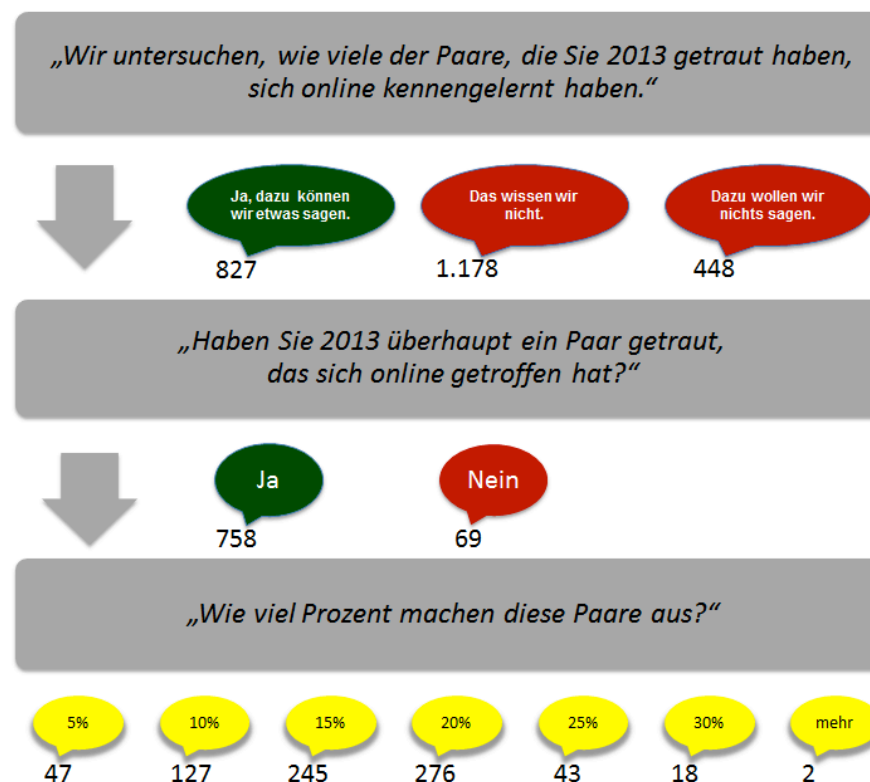 „Wir untersuchen, wie viele der Paare, die Sie 2013 getraut haben,
sich online kennengelernt haben.“
Ja, dazu können
wir etwas sagen.
Das wissen wir
nicht.
Dazu wollen wir
nichts sagen.
827
1.178
448
„Haben Sie 2013 überhaupt ein Paar getraut,
das sich online getroffen hat?“
Ja
Nein
758
69
„Wie viel Prozent machen diese Paare aus?“
5%
10%
15%
20%
25%
30%
mehr
47
127
245
276
43
18
2